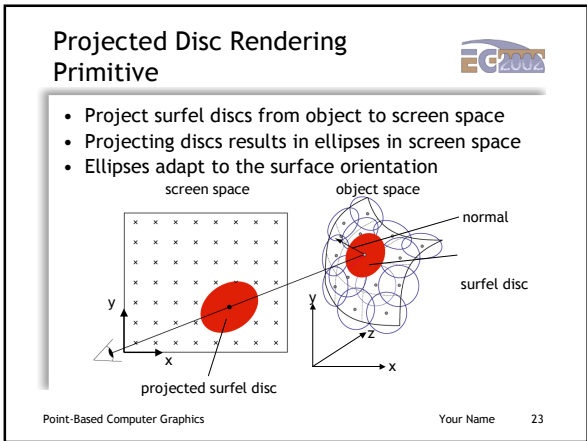 Projected Disc Rendering
Primitive
EG2002
• Project surfel discs from object to screen space
• Projecting discs results in ellipses in screen space
• Ellipses adapt to the surface orientation
screen space
object space
normal
surfel disc
y
x
y
z
x
projected surfel disc
Point-Based Computer Graphics
Your Name
23